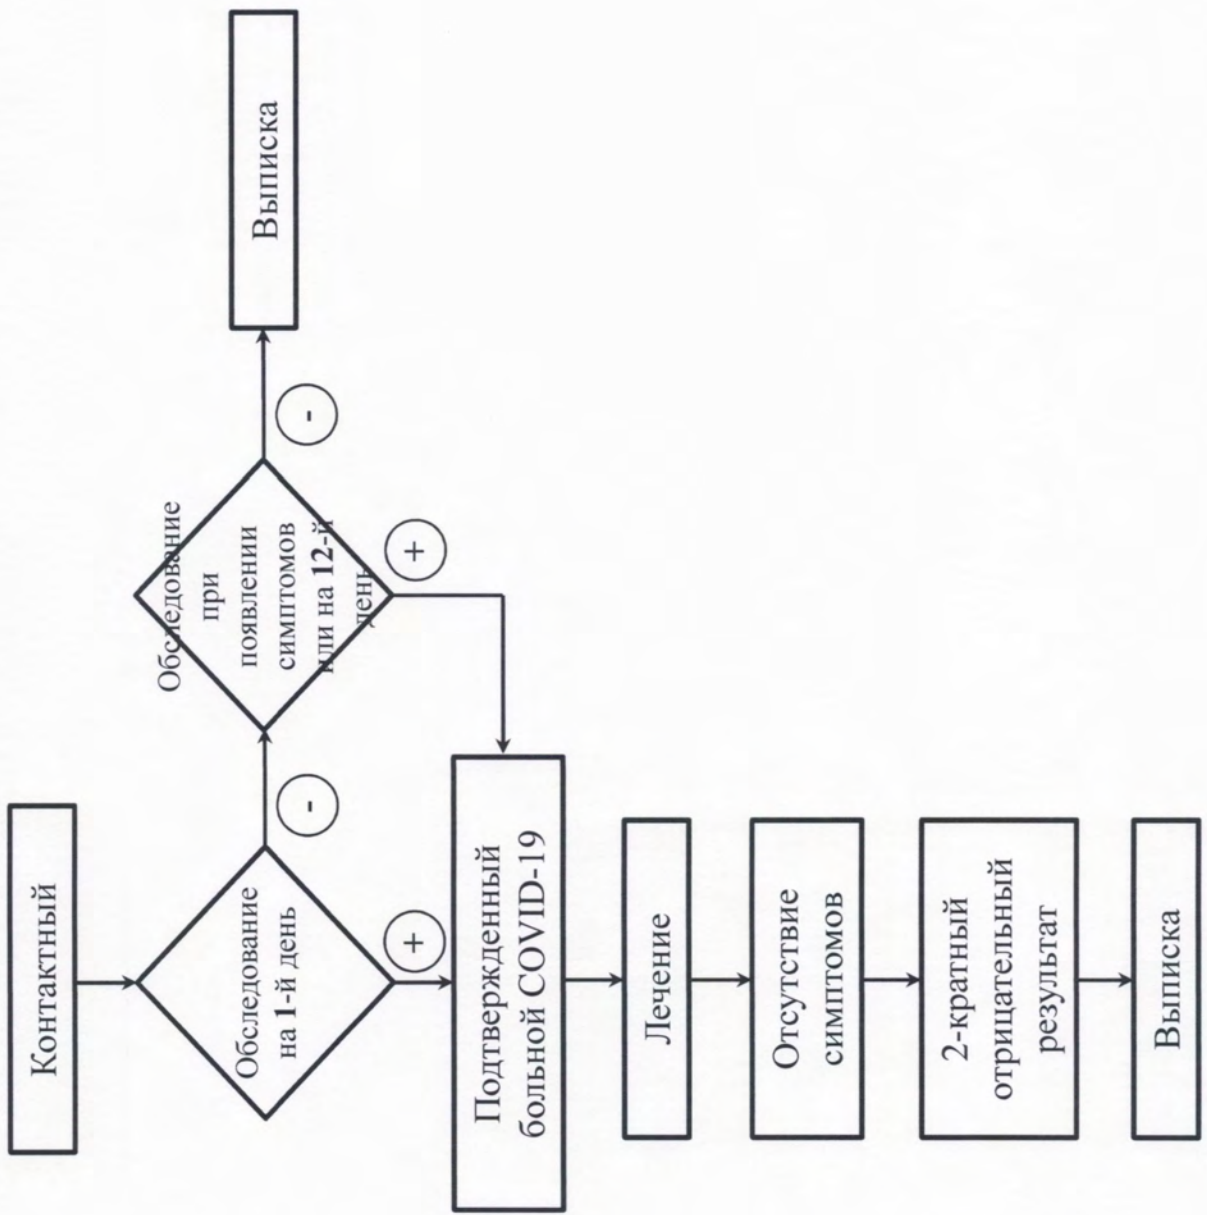 Контактный
Обследование
на 1-й день
-
+
Обследование
при
появлении
симптомов
или на 12-й
день
-
+
Выписка
Подтвержденный
больной COVID-19
Лечение
Отсутствие
симптомов
2-кратный
отрицательный
результат
Выписка